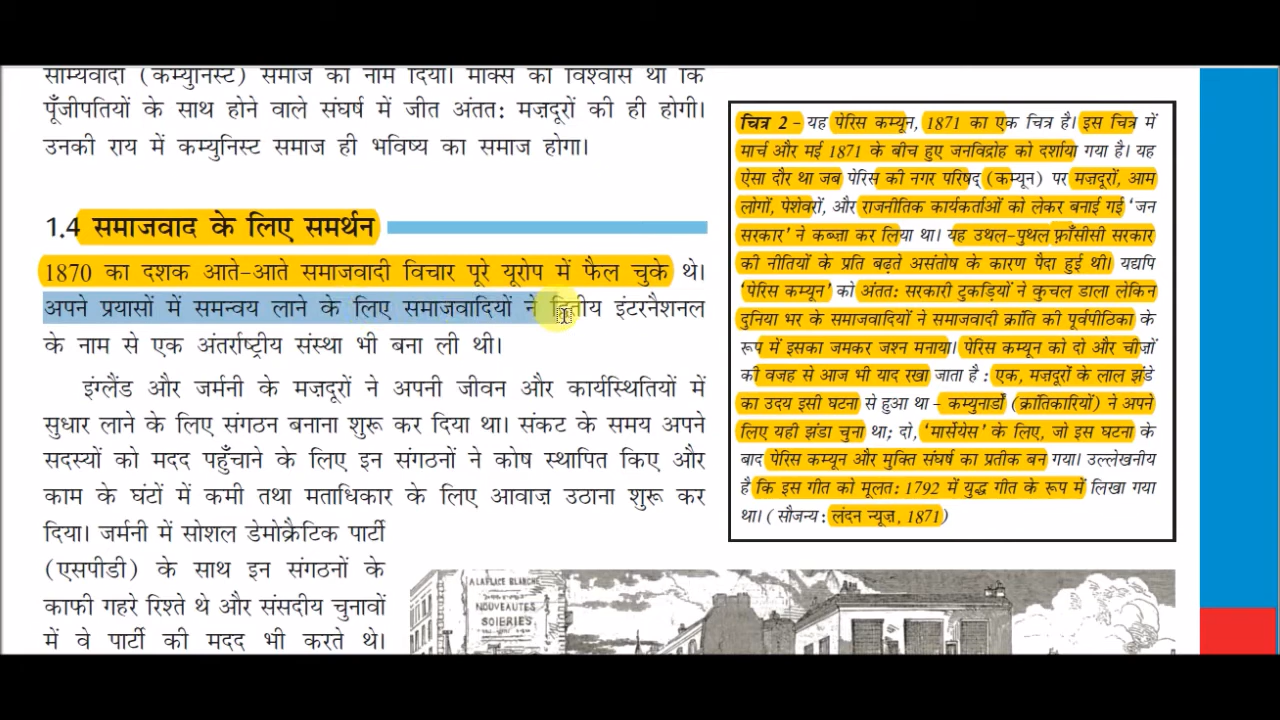 साम्यवादी (कम्युनिस्ट) समाज का नाम दिया। मार्क्स को विश्वास था कि
पूँजीपतियों के साथ होने वाले संघर्ष में जीत अंतत: मज़दूरों की ही होगी।
उनकी राय में कम्युनिस्ट समाज ही भविष्य का समाज होगा।
1.4 समाजवाद के लिए समर्थन
1870 का दशक आते-आते समाजवादी विचार पूरे यूरोप में फैल चुके थे।
अपने प्रयासों में समन्वय लाने के लिए समाजवादियों ने द्वितीय इंटरनैशनल
के नाम से एक अंतर्राष्ट्रीय संस्था भी बना ली थी।
इंग्लैंड और जर्मनी के मज़दूरों ने अपनी जीवन और कार्यस्थितियों में
सुधार लाने के लिए संगठन बनाना शुरू कर दिया था। संकट के समय अपने
सदस्यों को मदद पहुँचाने के लिए इन संगठनों ने कोष स्थापित किए और
काम के घंटों में कमी तथा मताधिकार के लिए आवाज़ उठाना शुरू कर
दिया। जर्मनी में सोशल डेमोक्रैटिक पार्टी
(एसपीडी) के साथ इन संगठनों के
काफी गहरे रिश्ते थे और संसदीय चुनावों
में वे पार्टी की मदद भी करते थे।
चित्र 2 - यह पेरिस कम्यून, 1871 का एक चित्र है। इस चित्र में
मार्च और मई 1871 के बीच हुए जनविद्रोह को दर्शाया गया है। यह
ऐसा दौर था जब पेरिस की नगर परिषद् (कम्यून) पर मज़दूरों, आम
लोगों, पेशेवरों, और राजनीतिक कार्यकर्ताओं को लेकर बनाई गई 'जन
सरकार' ने कब्ज़ा कर लिया था। यह उथल-पुथल फ़्राँसीसी सरकार
की नीतियों के प्रति बढ़ते असंतोष के कारण पैदा हुई थी। यद्यपि
'पेरिस कम्यून' को अंतत: सरकारी टुकड़ियों ने कुचल डाला लेकिन
दुनिया भर के समाजवादियों ने समाजवादी क्रांति की पूर्वपीठिका के
रूप में इसका जमकर जश्न मनाया। पेरिस कम्यून को दो और चीज़ों
की वजह से आज भी याद रखा जाता है : एक, मज़दूरों के लाल झंडे
का उदय इसी घटना से हुआ था - कम्युनार्डों (क्रांतिकारियों) ने अपने
लिए यही झंडा चुना था; दो, 'मार्सेयेस' के लिए, जो इस घटना के
बाद पेरिस कम्यून और मुक्ति संघर्ष का प्रतीक बन गया। उल्लेखनीय
है कि इस गीत को मूलत: 1792 में युद्ध गीत के रूप में लिखा गया
था। (सौजन्य : लंदन न्यूज़, 1871)
A LA PLACE BLANCHE
NOUVEAUTES
SOIERIES